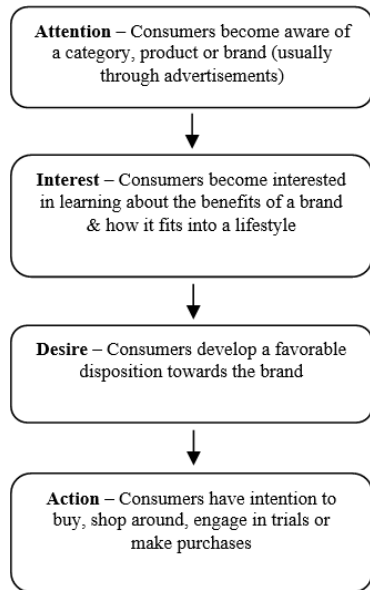 Attention – Consumers become aware of
a category, product or brand (usually
through advertisements)
Interest – Consumers become interested
in learning about the benefits of a brand
& how it fits into a lifestyle
Desire – Consumers develop a favorable
disposition towards the brand
Action – Consumers have intention to
buy, shop around, engage in trials or
make purchases